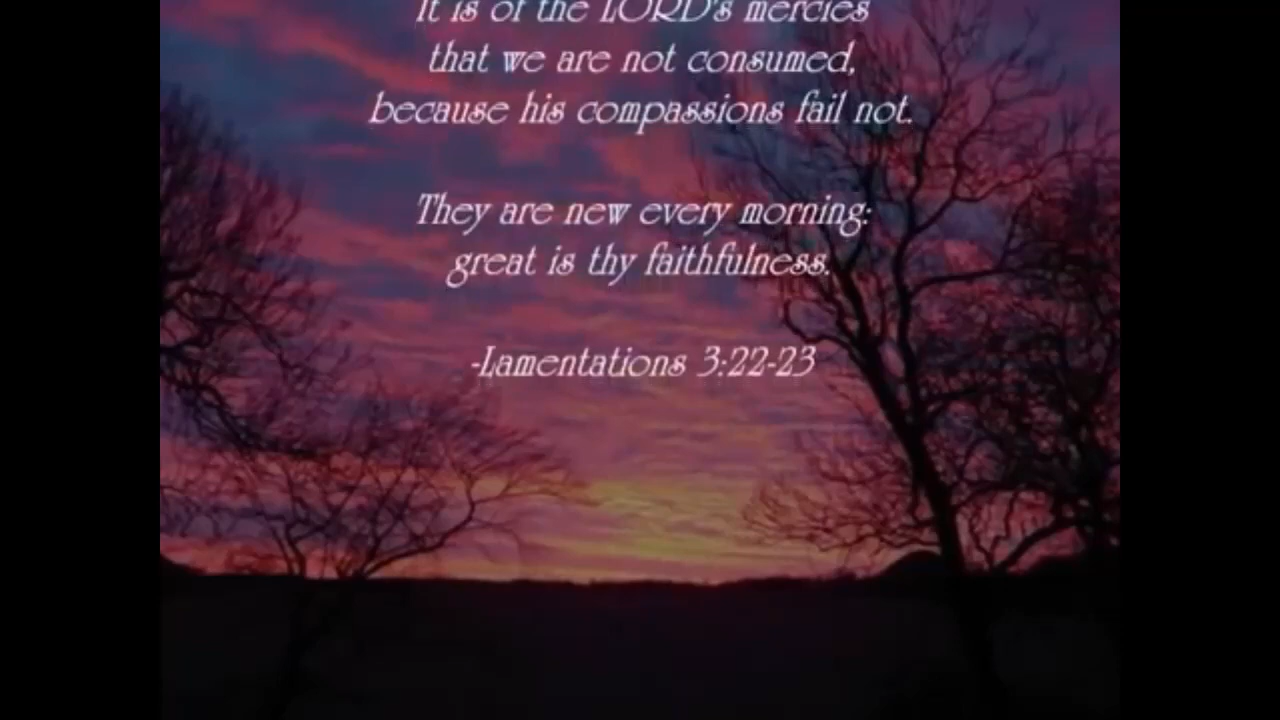 It is of the LORD's mercies
that we are not consumed,
because his compassions fail not.
They are new every morning:
great is thy faithfulness.
-Lamentations 3:22-23